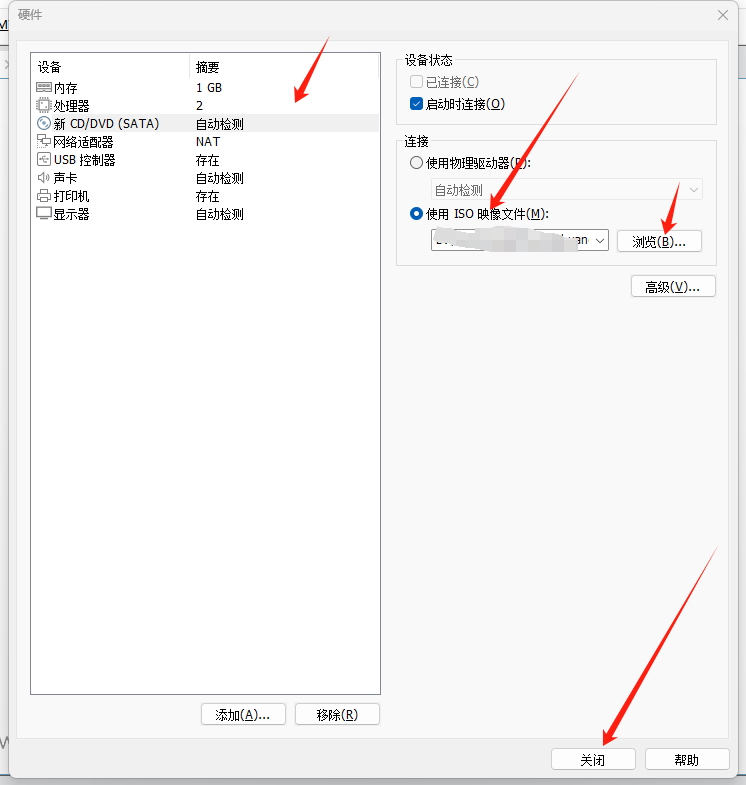 硬件
设备 摘要
内存 1 GB
处理器 2
新 CD/DVD (SATA) 自动检测
网络适配器 NAT
USB 控制器 存在
声卡 自动检测
打印机 存在
显示器 自动检测
添加(A)... 移除(R)
设备状态
已连接(C)
启动时连接(O)
连接
使用物理驱动器(P):
自动检测
使用 ISO 映像文件(M):
浏览(B)...
高级(V)...
关闭 帮助